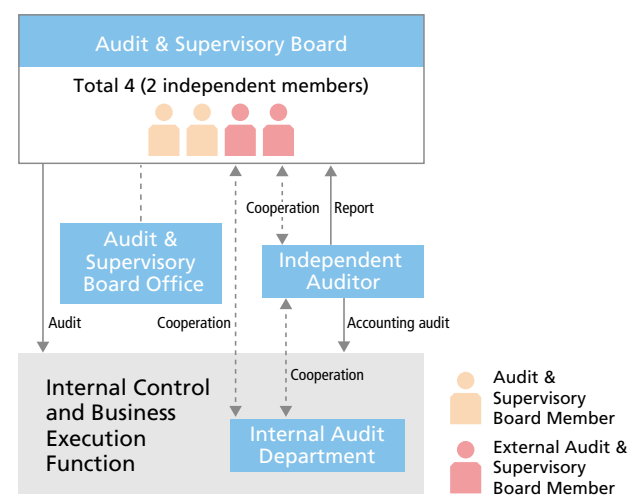 Audit & Supervisory Board
Total 4 (2 independent members)
Cooperation
Report
Audit &
Supervisory
Board Office
Independent
Auditor
Audit
Cooperation
Accounting audit
Cooperation
Internal Control
and Business
Execution
Function
Internal Audit
Department
Audit &
Supervisory
Board Member
External Audit &
Supervisory
Board Member